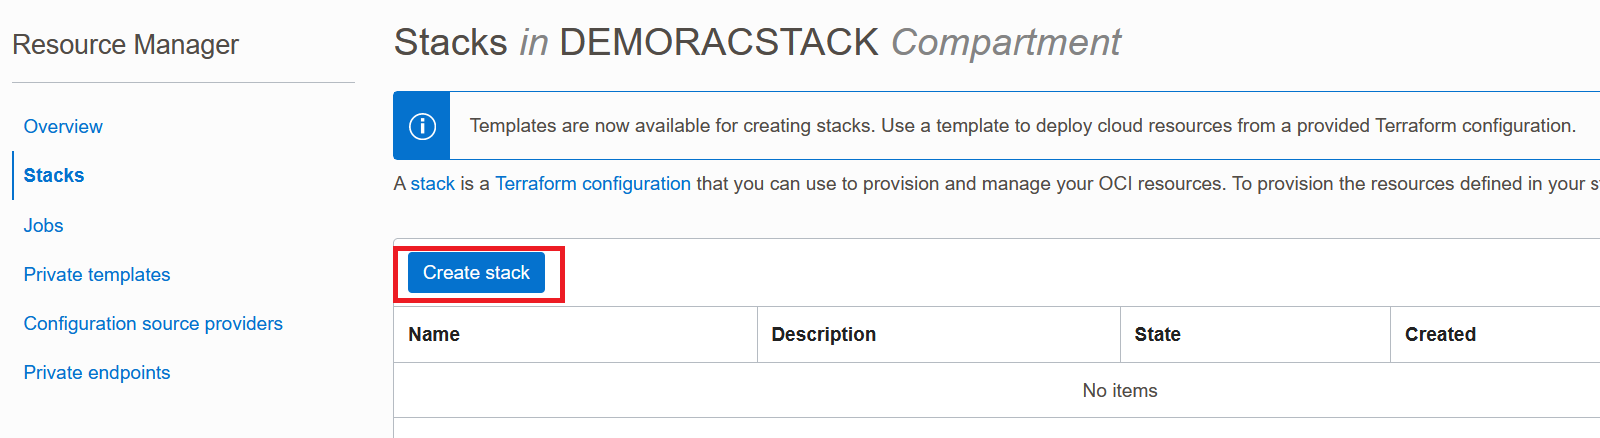 Resource Manager
Overview
Stacks
Jobs
Private templates
Configuration source providers
Private endpoints
Stacks in DEMORACSTACK Compartment
Templates are now available for creating stacks. Use a template to deploy cloud resources from a provided Terraform configuration.
A stack is a Terraform configuration that you can use to provision and manage your OCI resources. To provision the resources defined in your
Create stack
Name Description State Created
No items